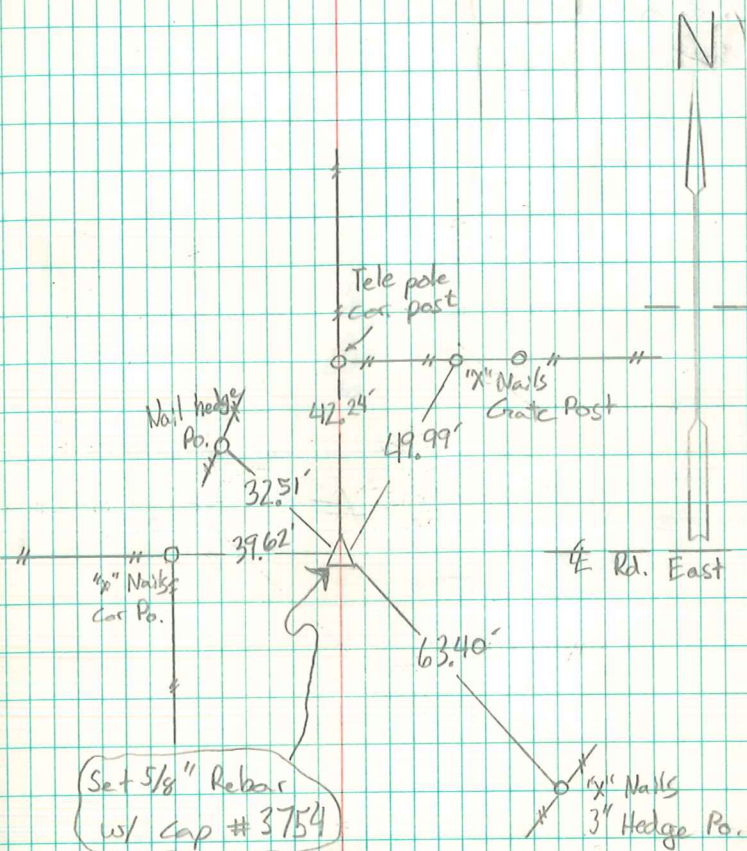 N
Tele pole
cor. post
"X" Nails
Gate Post
Nail hedge
Po.
42.24'
49.99'
32.51'
39.62'
"X" Nails
Cor Po.
℄ Rd. East
63.40'
Set 5/8" Rebar
w/ Cap #3754
"X" Nails
3" Hedge Po.